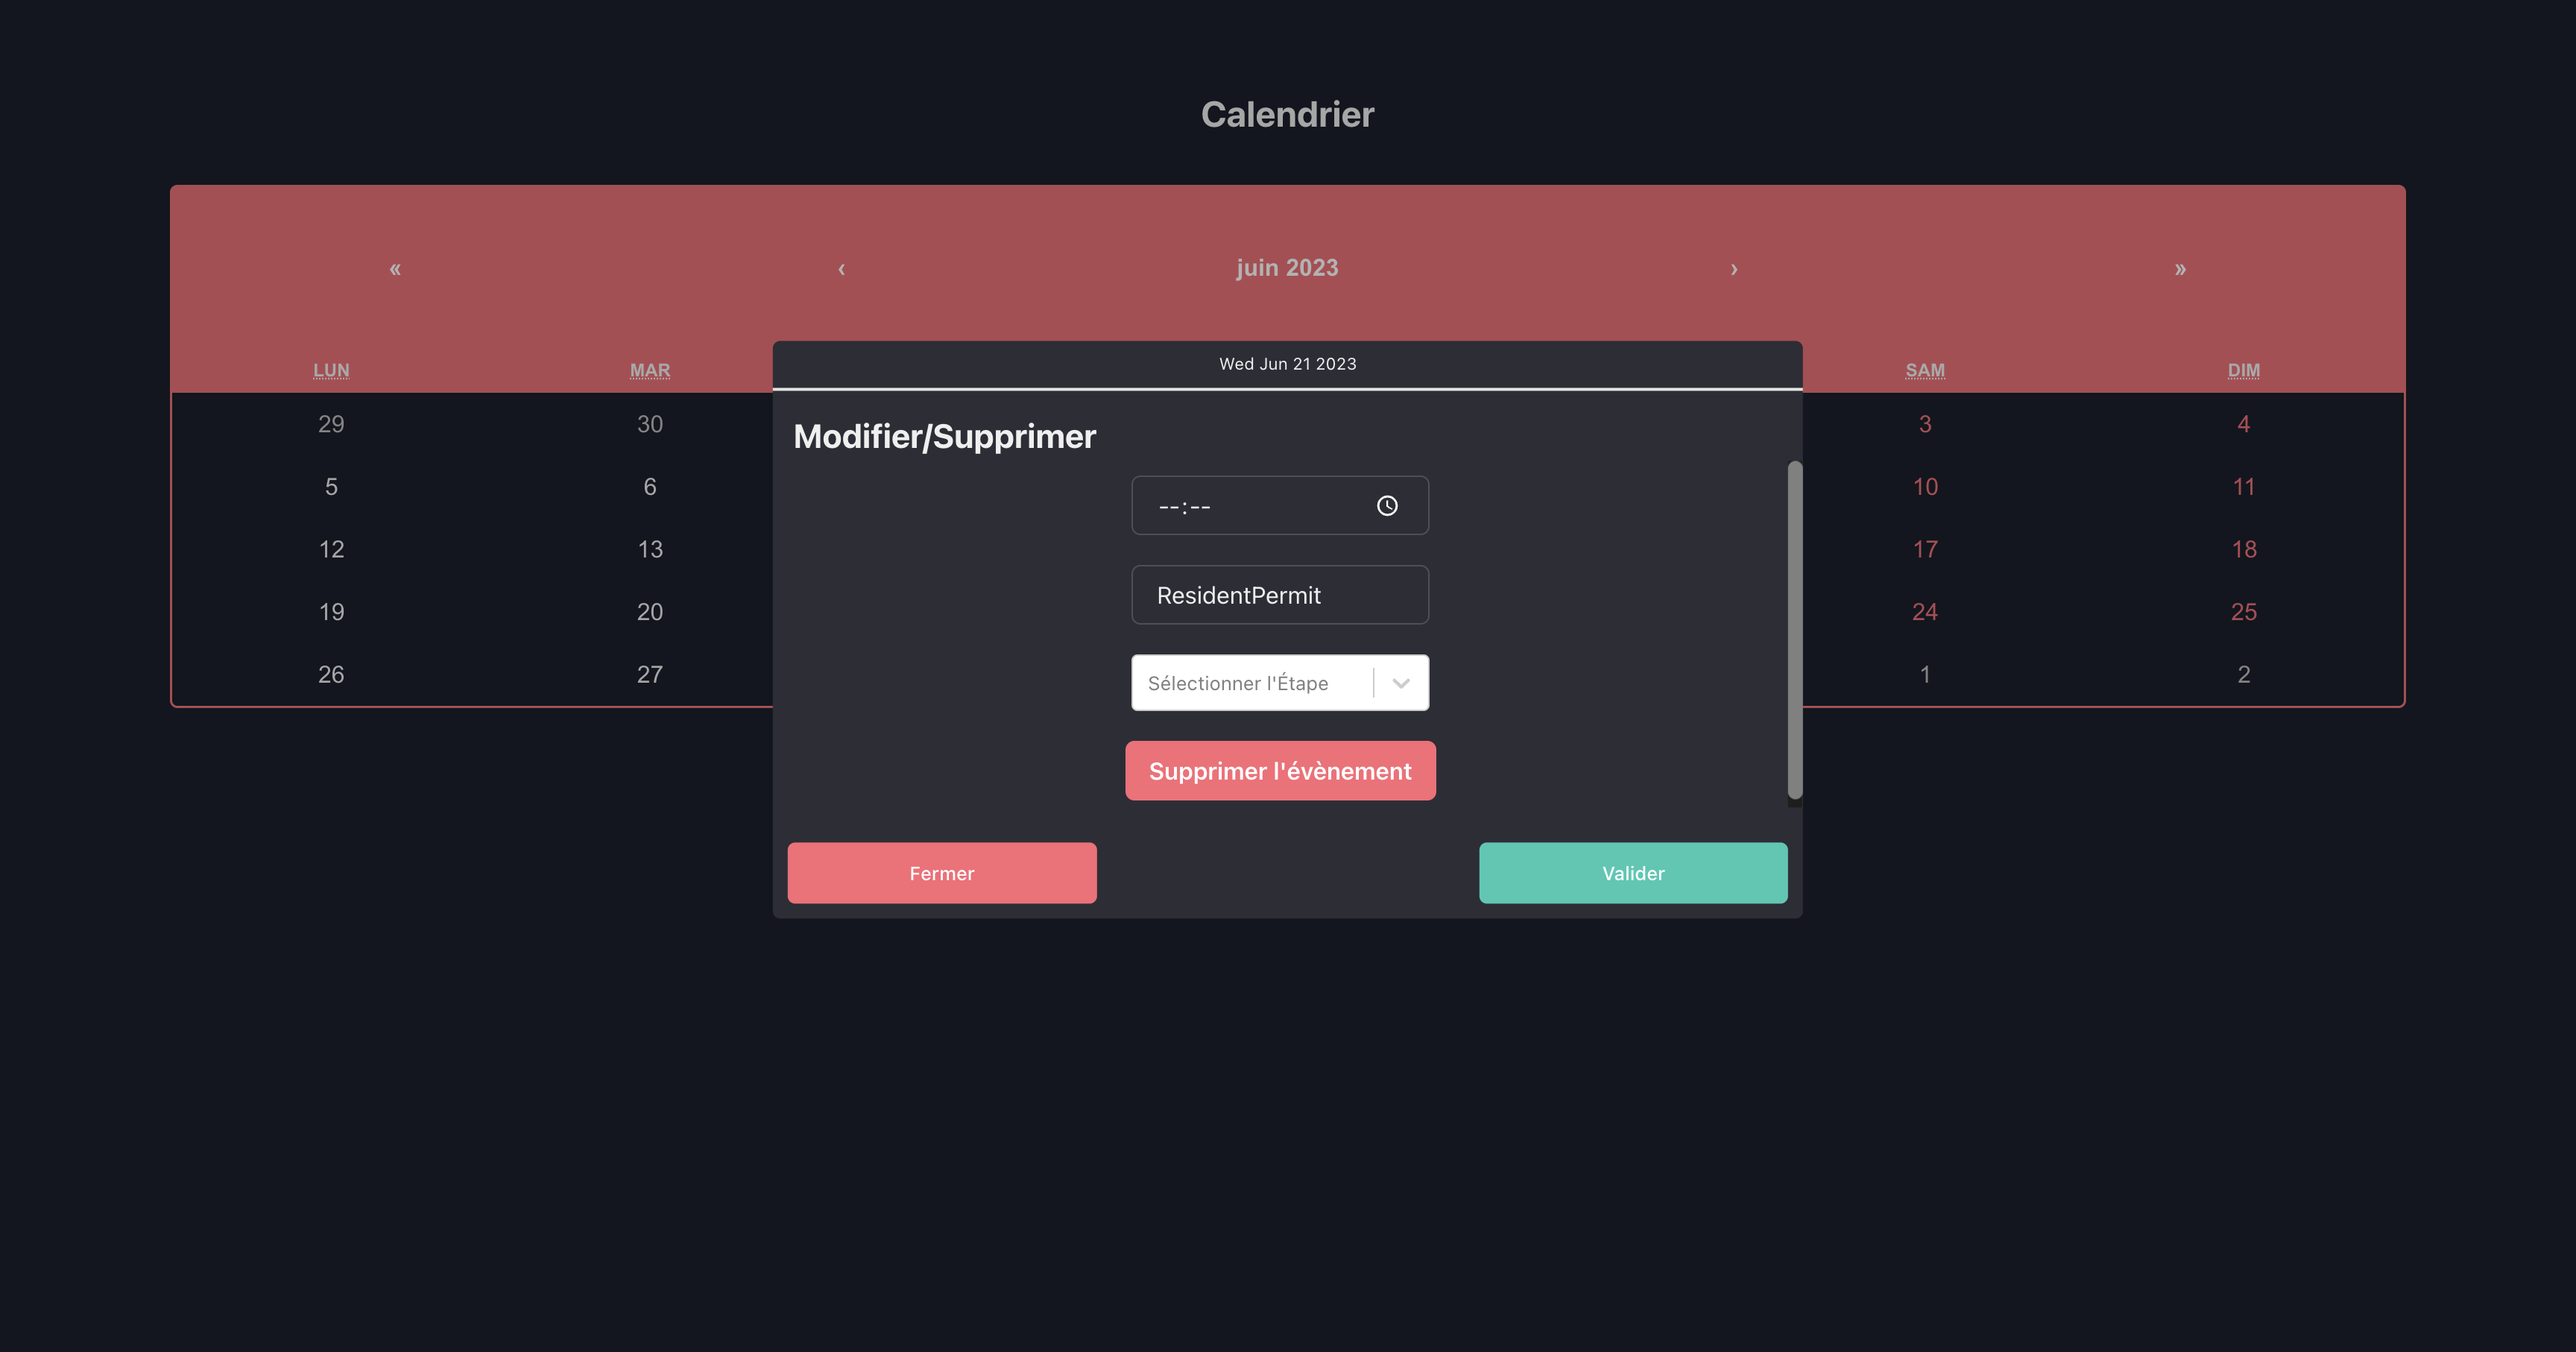 Calendrier
« ‹ juin 2023 › »
LUN MAR SAM DIM
Wed Jun 21 2023
29 30 3 4
Modifier/Supprimer
5 6 10 11
--:--
12 13 17 18
ResidentPermit
19 20 24 25
26 27 1 2
Sélectionner l'Étape
Supprimer l'évènement
Fermer Valider